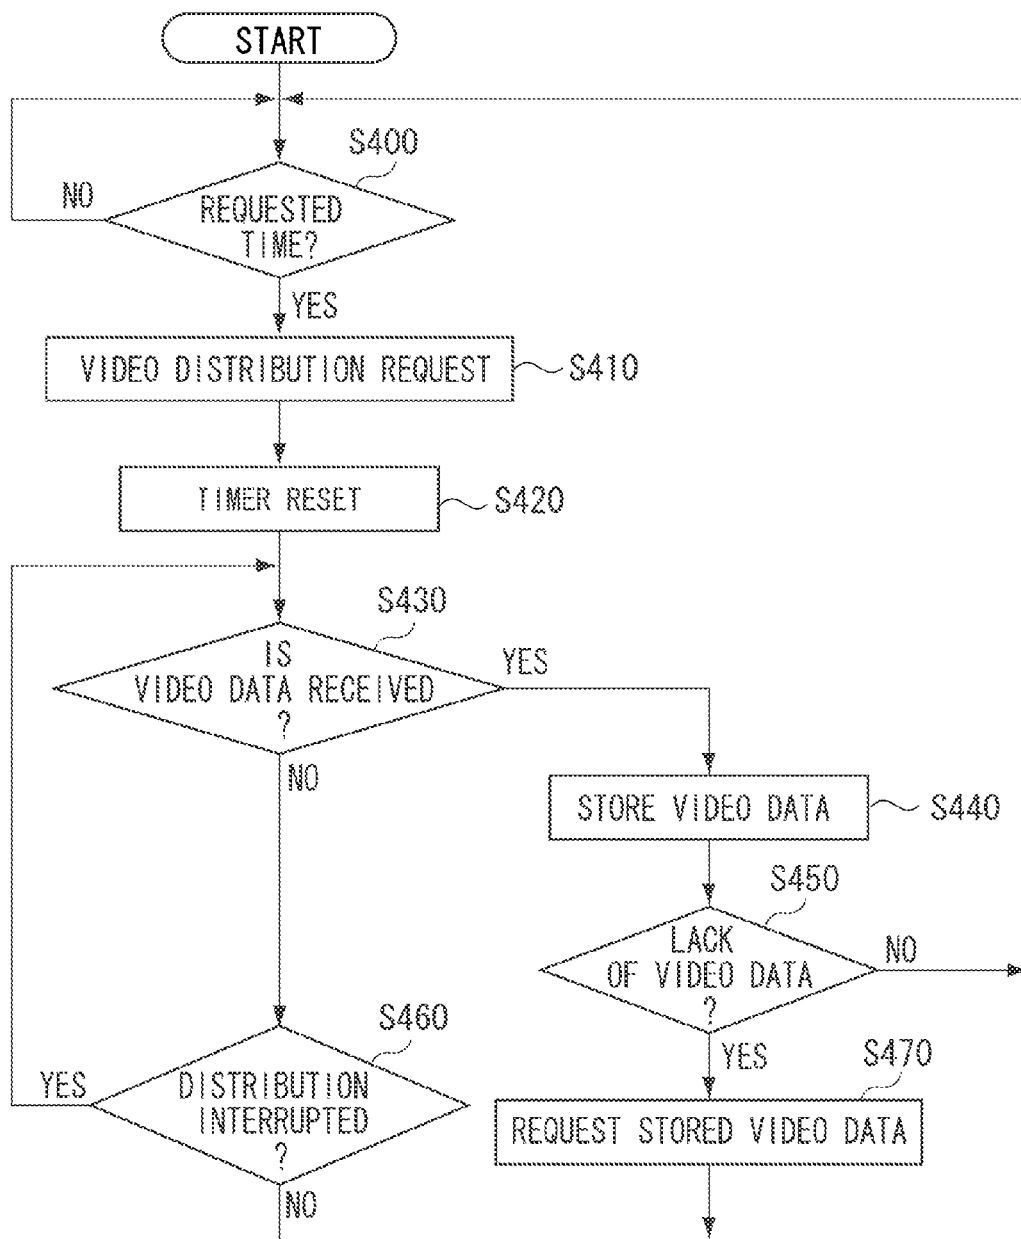 START
S400
NO
REQUESTED
TIME?
YES
VIDEO DISTRIBUTION REQUEST
S410
TIMER RESET
S420
S430
IS
VIDEO DATA RECEIVED
?
YES
NO
STORE VIDEO DATA
S440
S450
LACK
OF VIDEO DATA
?
NO
YES
S460
YES
DISTRIBUTION
INTERRUPTED
?
NO
S470
REQUEST STORED VIDEO DATA